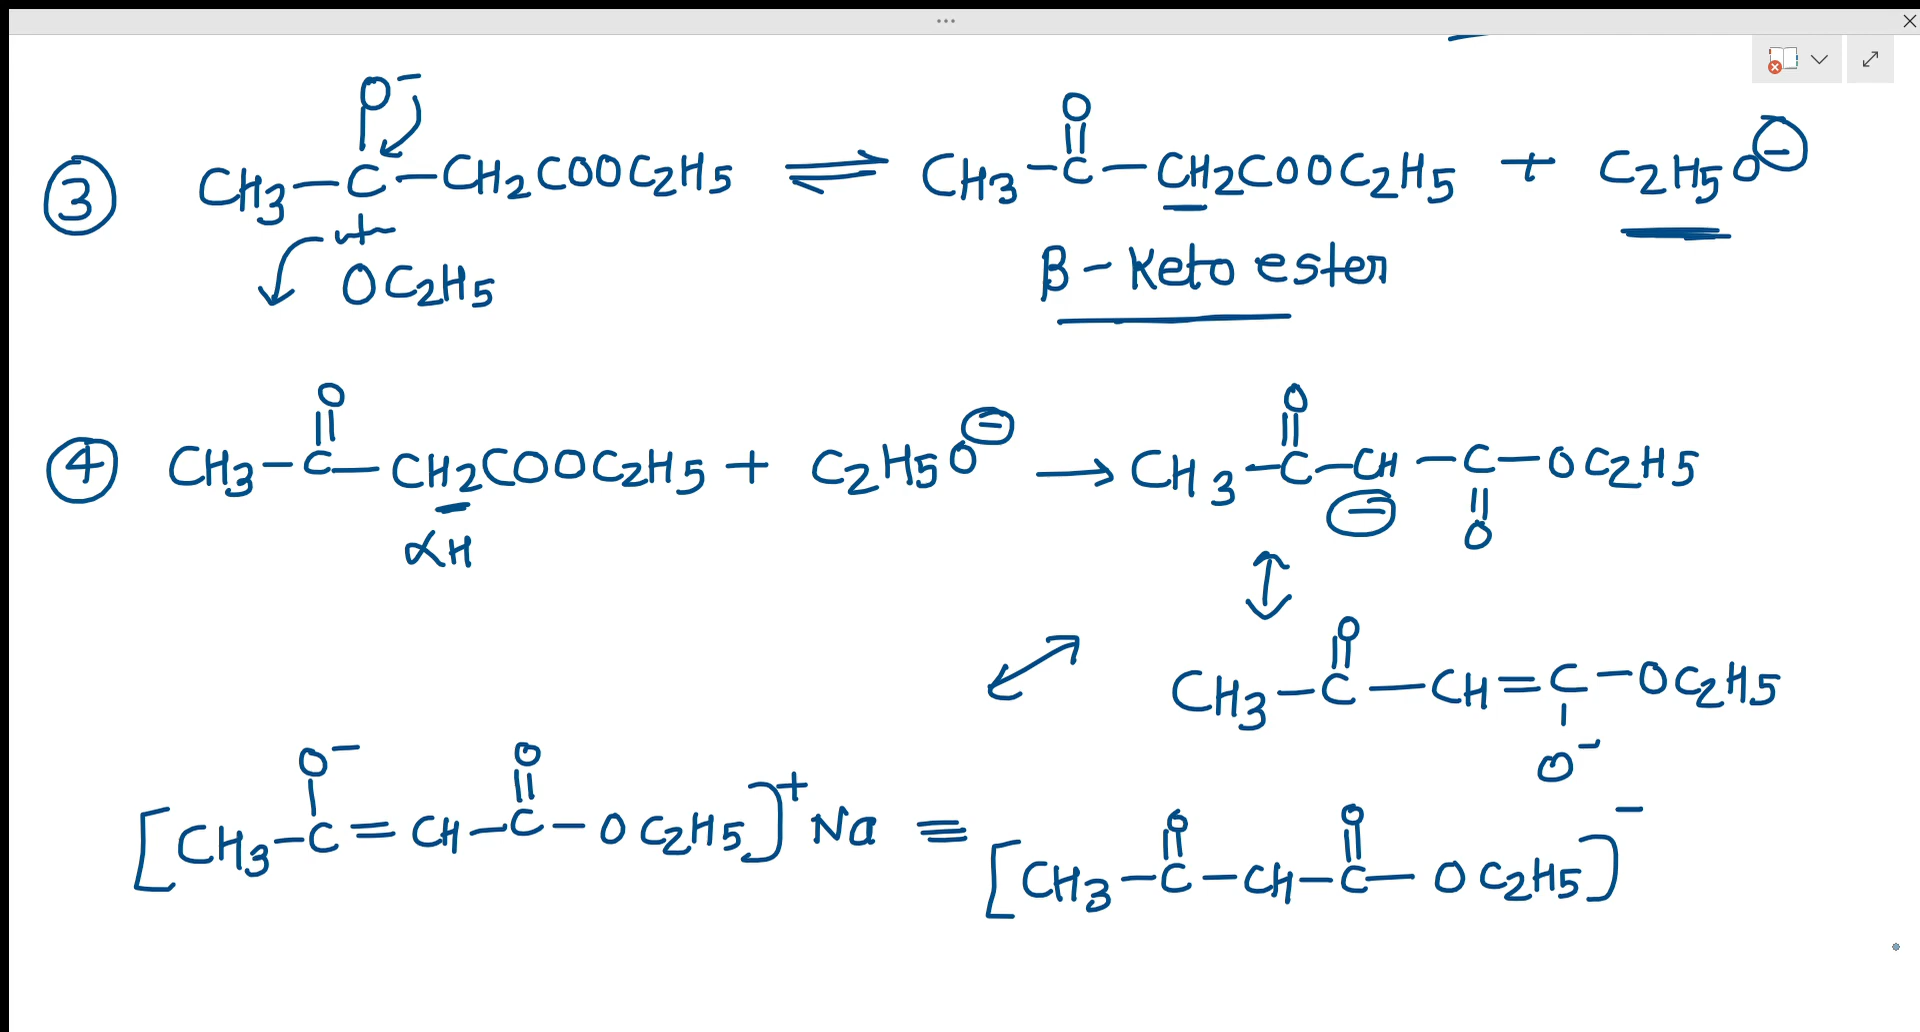 O⁻
③ CH3–C–CH2COOC2H5 ⇌ CH3–C–CH2COOC2H5 + C2H5O⊖
O
OC2H5
β-Keto ester
O O
④ CH3–C–CH2COOC2H5 + C2H5O⊖ → CH3–C–CH–C–OC2H5
αH ⊖ O
↕
O
↔ CH3–C–CH=C–OC2H5
O⁻
O⁻ O
[CH3–C=CH–C–OC2H5]⁺Na ≡
O O
[CH3–C–CH–C–OC2H5]⁻